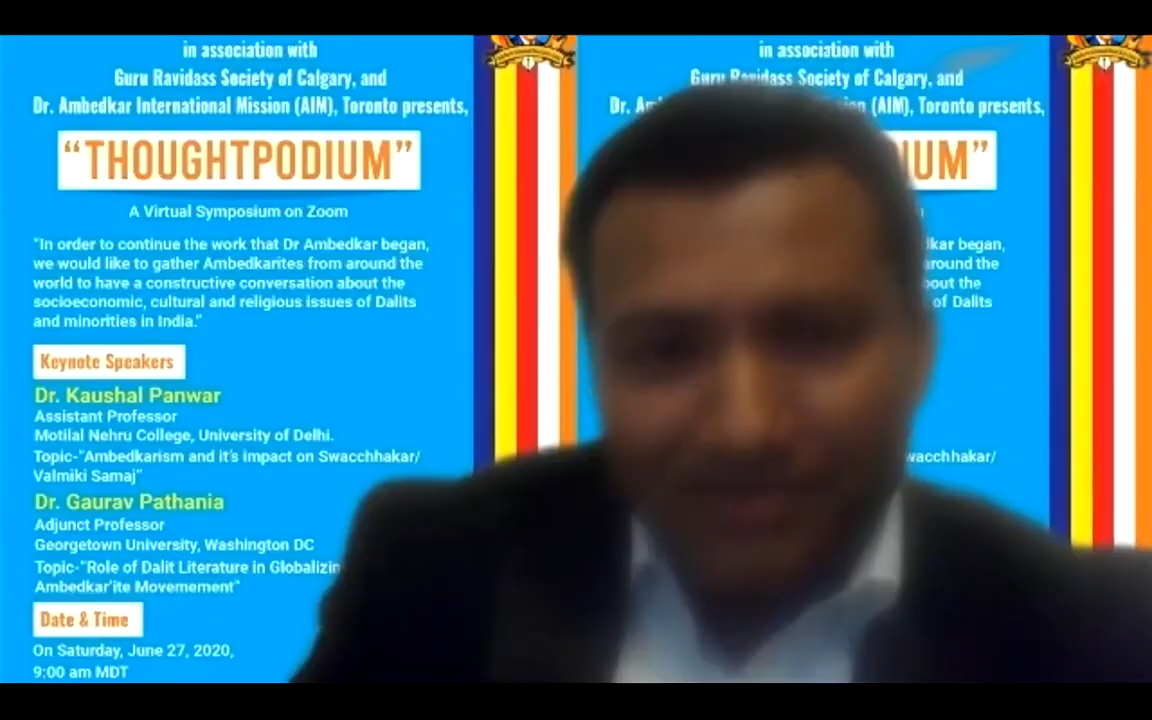 in association with
Guru Ravidass Society of Calgary, and
Dr. Ambedkar International Mission (AIM), Toronto presents,
"THOUGHTPODIUM"
A Virtual Symposium on Zoom
"In order to continue the work that Dr Ambedkar began,
we would like to gather Ambedkarites from around the
world to have a constructive conversation about the
socioeconomic, cultural and religious issues of Dalits
and minorities in India."
Keynote Speakers
Dr. Kaushal Panwar
Assistant Professor
Motilal Nehru College, University of Delhi.
Topic-"Ambedkarism and it's impact on Swacchhakar/
Valmiki Samaj"
Dr. Gaurav Pathania
Adjunct Professor
Georgetown University, Washington DC
Topic-"Role of Dalit Literature in Globalizin
Ambedkar'ite Movemement"
Date & Time
On Saturday, June 27, 2020,
9:00 am MDT
in association with
Guru Ravidass Society of Calgary, and
Dr. (AIM), Toronto presents,
IUM"
began,
around the
of Dalits
wacchhakar/